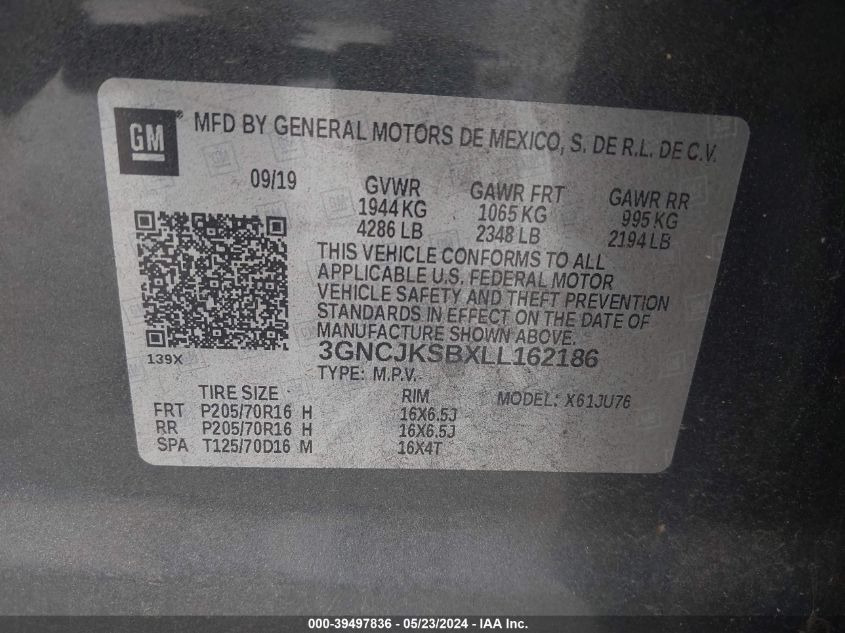 GM ® MFD BY GENERAL MOTORS DE MEXICO, S. DE R.L. DE C.V.
09/19 GVWR GAWR FRT GAWR RR
1944 KG 1065 KG 995 KG
4286 LB 2348 LB 2194 LB
THIS VEHICLE CONFORMS TO ALL
APPLICABLE U.S. FEDERAL MOTOR
VEHICLE SAFETY AND THEFT PREVENTION
STANDARDS IN EFFECT ON THE DATE OF
MANUFACTURE SHOWN ABOVE.
139X 3GNCJKSBXLL162186
TYPE: M.P.V.
TIRE SIZE RIM MODEL: X61JU76
FRT P205/70R16 H 16X6.5J
RR P205/70R16 H 16X6.5J
SPA T125/70D16 M 16X4T
000-39497836 - 05/23/2024 - IAA Inc.